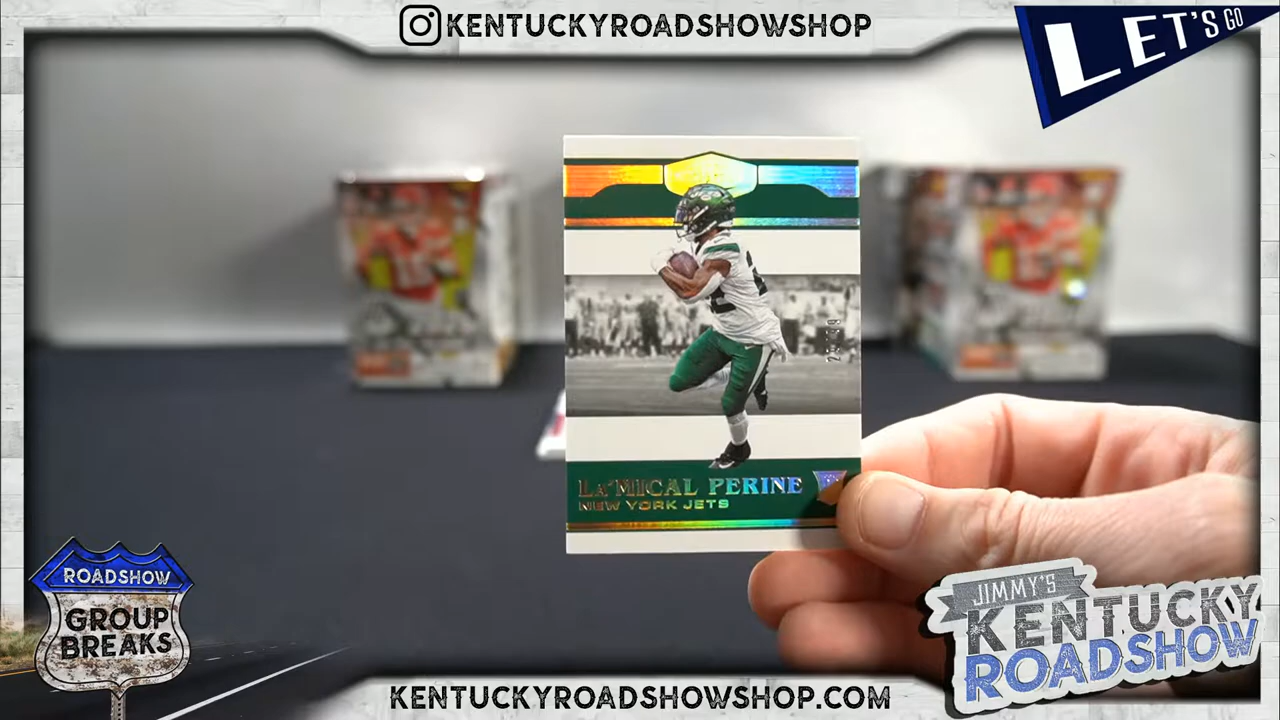 KENTUCKYROADSHOWSHOP
LET'S GO
LA'MICAL PERINE
NEW YORK JETS
ROADSHOW
GROUP
BREAKS
JIMMY'S
KENTUCKY
ROADSHOW
KENTUCKYROADSHOWSHOP.COM